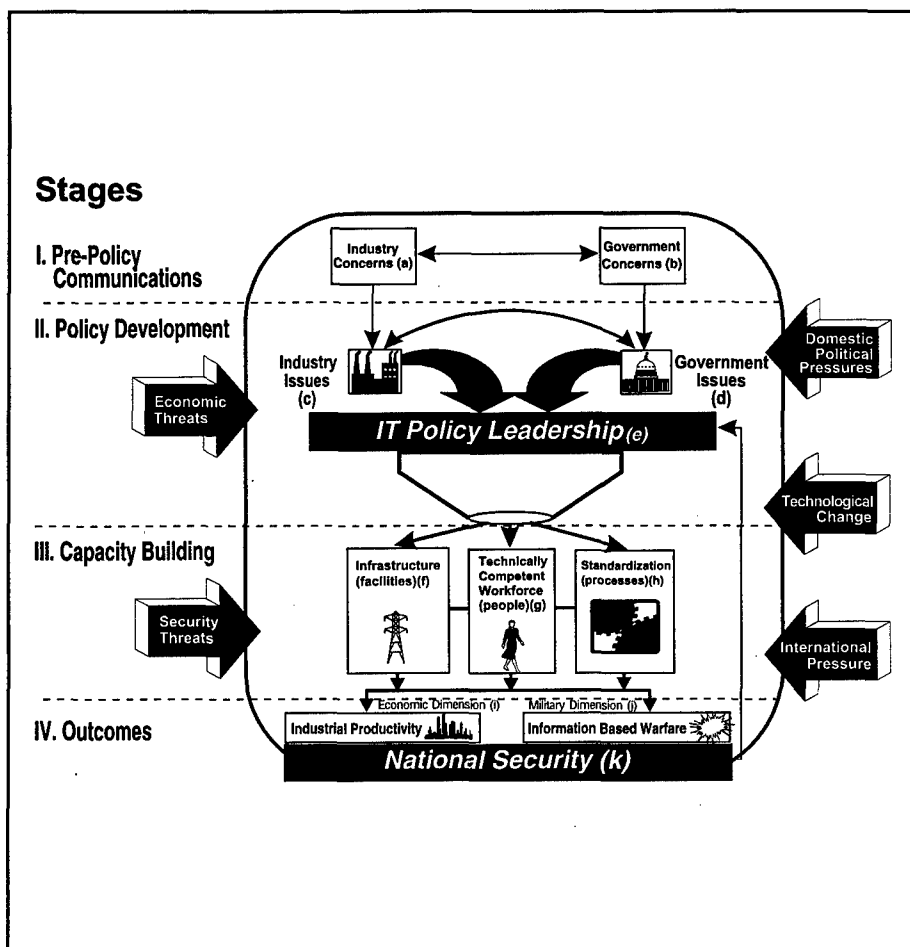 Stages
I. Pre-Policy
Communications
Industry
Concerns (a)
Government
Concerns (b)
II. Policy Development
Domestic
Political
Pressures
Industry
Issues
(c)
Government
Issues
(d)
Economic
Threats
IT Policy Leadership(e)
Technological
Change
III. Capacity Building
Infrastructure
(facilities)(f)
Technically
Competent
Workforce
(people)(g)
Standardization
(processes)(h)
Security
Threats
International
Pressure
IV. Outcomes
Economic Dimension (i)
Military Dimension (j)
Industrial Productivity
Information Based Warfare
National Security (k)